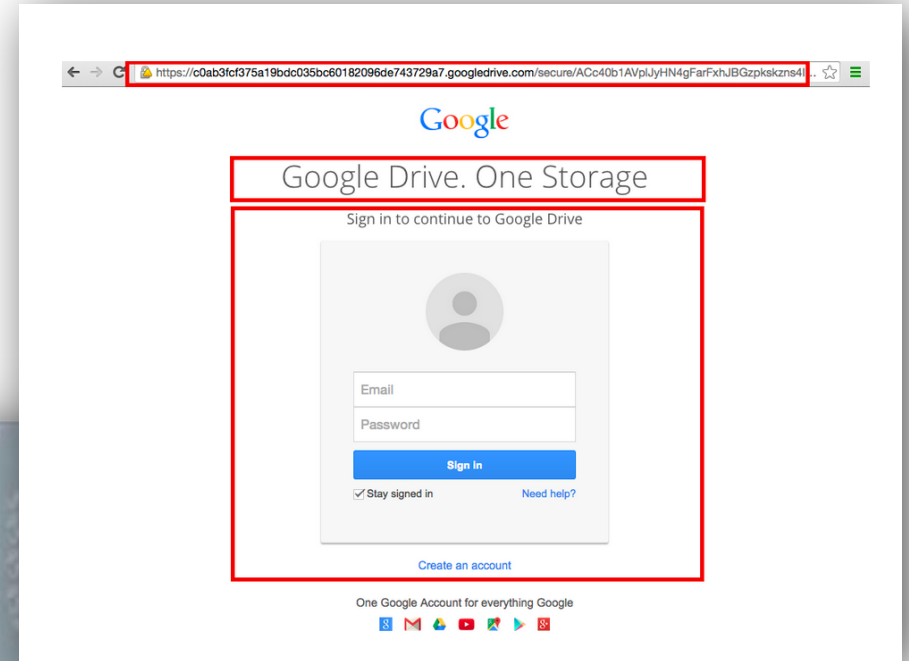 https://c0ab3fcf375a19bdc035bc60182096de743729a7.googledrive.com/secure/ACc40b1AVplJyHN4gFarFxhJBGzpkskzns4I...
Google
Google Drive. One Storage
Sign in to continue to Google Drive
Email
Password
Sign in
Stay signed in Need help?
Create an account
One Google Account for everything Google